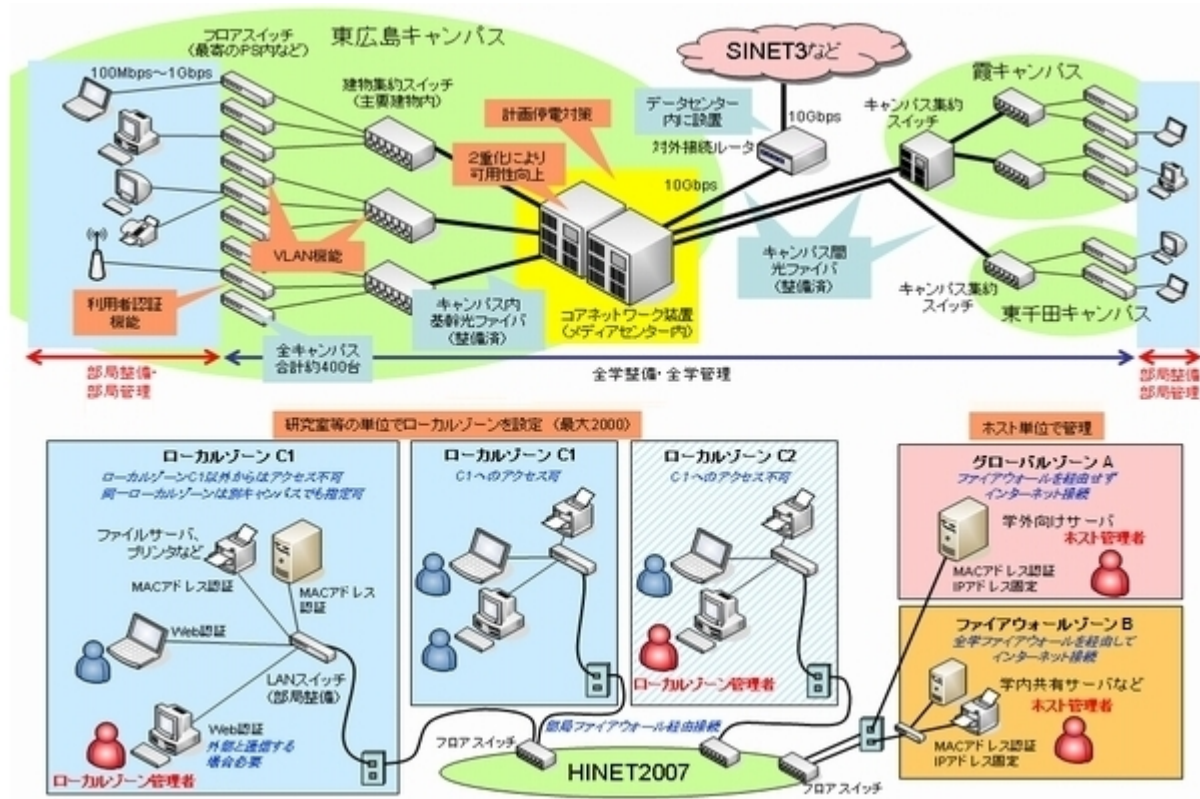 東広島キャンパス
フロアスイッチ
(最寄のPS内など)
100Mbps～1Gbps
建物集約スイッチ
(主要建物内)
計画停電対策
2重化により
可用性向上
VLAN機能
利用者認証
機能
全キャンパス
合計約400台
キャンパス内
基幹光ファイバ
(整備済)
コアネットワーク装置
(メディアセンター内)
SINET3など
データセンター
内に設置
10Gbps
対外接続ルータ
10Gbps
キャンパス間
光ファイバ
(整備済)
霞キャンパス
キャンパス集約
スイッチ
キャンパス集約
スイッチ
東千田キャンパス
部局整備・
部局管理
全学整備・全学管理
部局整備
部局管理
研究室等の単位でローカルゾーンを設定 (最大2000)
ホスト単位で管理
ローカルゾーン C1
ローカルゾーンC1以外からはアクセス不可
同一ローカルゾーンは別キャンパスでも指定可
ファイルサーバ、
プリンタなど
MACアドレス認証
MACアドレス
認証
Web認証
LANスイッチ
(部局整備)
Web認証
外部と通信する
場合必要
ローカルゾーン管理者
ローカルゾーン C1
C1へのアクセス可
ローカルゾーン C2
C1へのアクセス不可
ローカルゾーン管理者
部局ファイアウォール経由接続
フロアスイッチ
HINET2007
フロアスイッチ
グローバルゾーン A
ファイアウォールを経由せず
インターネット接続
学外向けサーバ
ホスト管理者
MACアドレス認証
IPアドレス固定
ファイアウォールゾーン B
全学ファイアウォールを経由して
インターネット接続
学内共有サーバなど
ホスト管理者
MACアドレス認証
IPアドレス固定